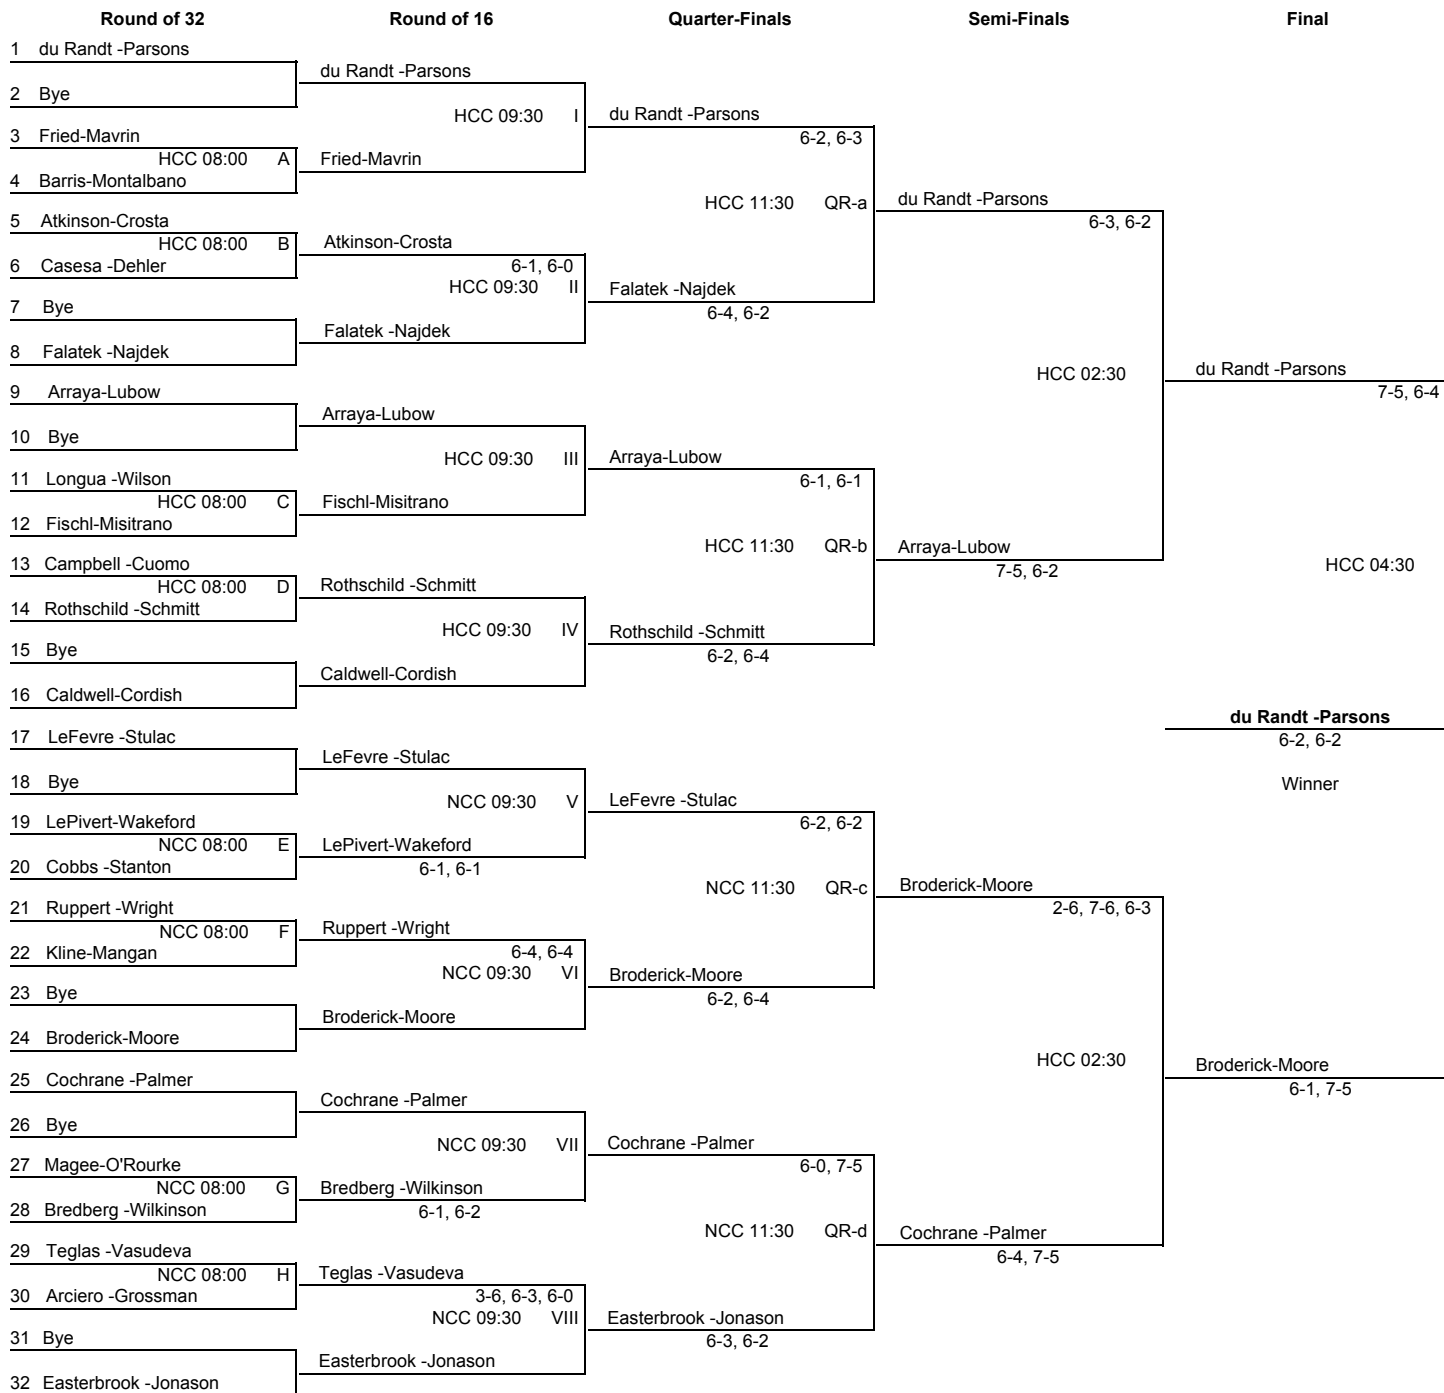 Round of 32 Round of 16 Quarter-Finals Semi-Finals Final
1 du Randt -Parsons
du Randt -Parsons
2 Bye
HCC 09:30 I du Randt -Parsons
3 Fried-Mavrin 6-2, 6-3
HCC 08:00 A Fried-Mavrin
4 Barris-Montalbano
HCC 11:30 QR-a du Randt -Parsons
5 Atkinson-Crosta 6-3, 6-2
HCC 08:00 B Atkinson-Crosta
6 Casesa -Dehler 6-1, 6-0
HCC 09:30 II Falatek -Najdek
7 Bye 6-4, 6-2
Falatek -Najdek
8 Falatek -Najdek
HCC 02:30 du Randt -Parsons
9 Arraya-Lubow 7-5, 6-4
Arraya-Lubow
10 Bye
HCC 09:30 III Arraya-Lubow
11 Longua -Wilson 6-1, 6-1
HCC 08:00 C Fischl-Misitrano
12 Fischl-Misitrano
HCC 11:30 QR-b Arraya-Lubow
13 Campbell -Cuomo 7-5, 6-2 HCC 04:30
HCC 08:00 D Rothschild -Schmitt
14 Rothschild -Schmitt
HCC 09:30 IV Rothschild -Schmitt
15 Bye 6-2, 6-4
Caldwell-Cordish
16 Caldwell-Cordish
du Randt -Parsons
17 LeFevre -Stulac 6-2, 6-2
LeFevre -Stulac
18 Bye Winner
NCC 09:30 V LeFevre -Stulac
19 LePivert-Wakeford 6-2, 6-2
NCC 08:00 E LePivert-Wakeford
20 Cobbs -Stanton 6-1, 6-1
NCC 11:30 QR-c Broderick-Moore
21 Ruppert -Wright 2-6, 7-6, 6-3
NCC 08:00 F Ruppert -Wright
22 Kline-Mangan 6-4, 6-4
NCC 09:30 VI Broderick-Moore
23 Bye 6-2, 6-4
Broderick-Moore
24 Broderick-Moore
HCC 02:30 Broderick-Moore
25 Cochrane -Palmer 6-1, 7-5
Cochrane -Palmer
26 Bye
NCC 09:30 VII Cochrane -Palmer
27 Magee-O'Rourke 6-0, 7-5
NCC 08:00 G Bredberg -Wilkinson
28 Bredberg -Wilkinson 6-1, 6-2
NCC 11:30 QR-d Cochrane -Palmer
29 Teglas -Vasudeva 6-4, 7-5
NCC 08:00 H Teglas -Vasudeva
30 Arciero -Grossman 3-6, 6-3, 6-0
NCC 09:30 VIII Easterbrook -Jonason
31 Bye 6-3, 6-2
Easterbrook -Jonason
32 Easterbrook -Jonason